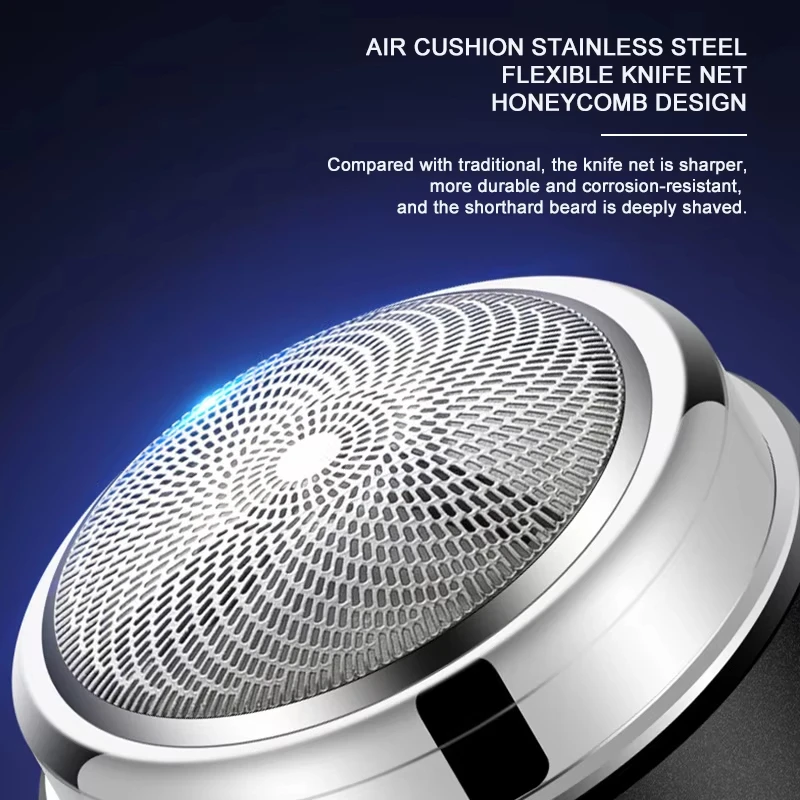 AIR CUSHION STAINLESS STEEL
FLEXIBLE KNIFE NET
HONEYCOMB DESIGN
Compared with traditional, the knife net is sharper,
more durable and corrosion-resistant,
and the shorthard beard is deeply shaved.